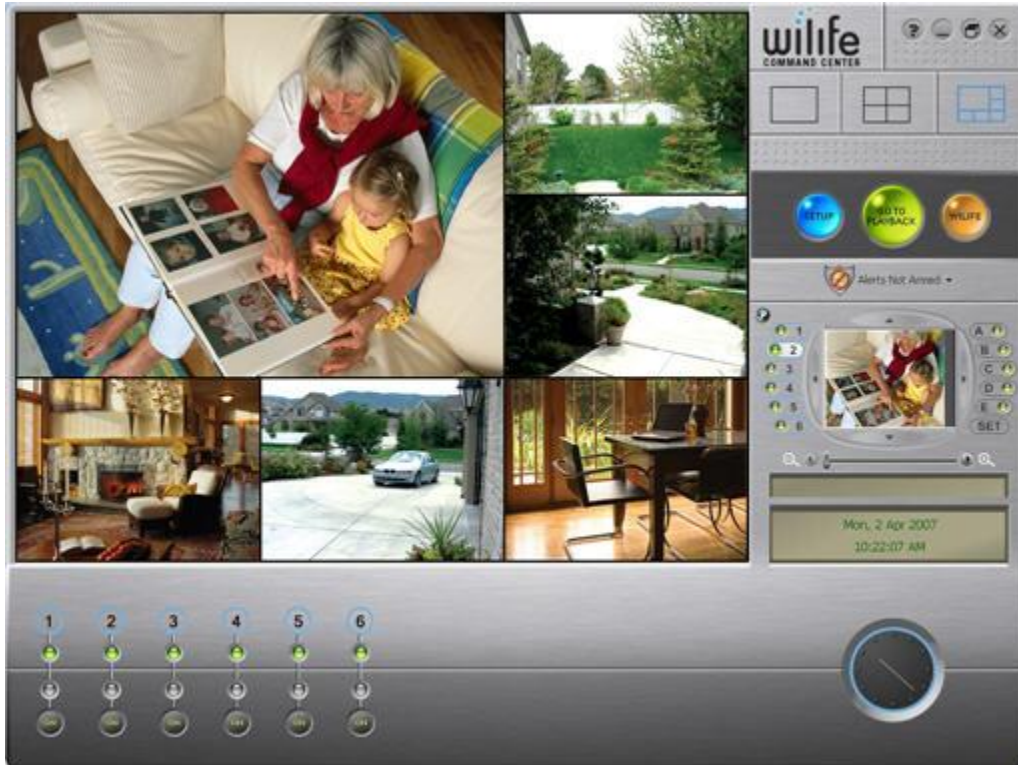 wilife
COMMAND CENTER
?
SETUP
GO TO
PLAYBACK
WILIFE
Alerts Not Armed
1
2
3
4
5
6
A
B
C
D
E
SET
Mon, 2 Apr 2007
10:22:07 AM
1 2 3 4 5 6